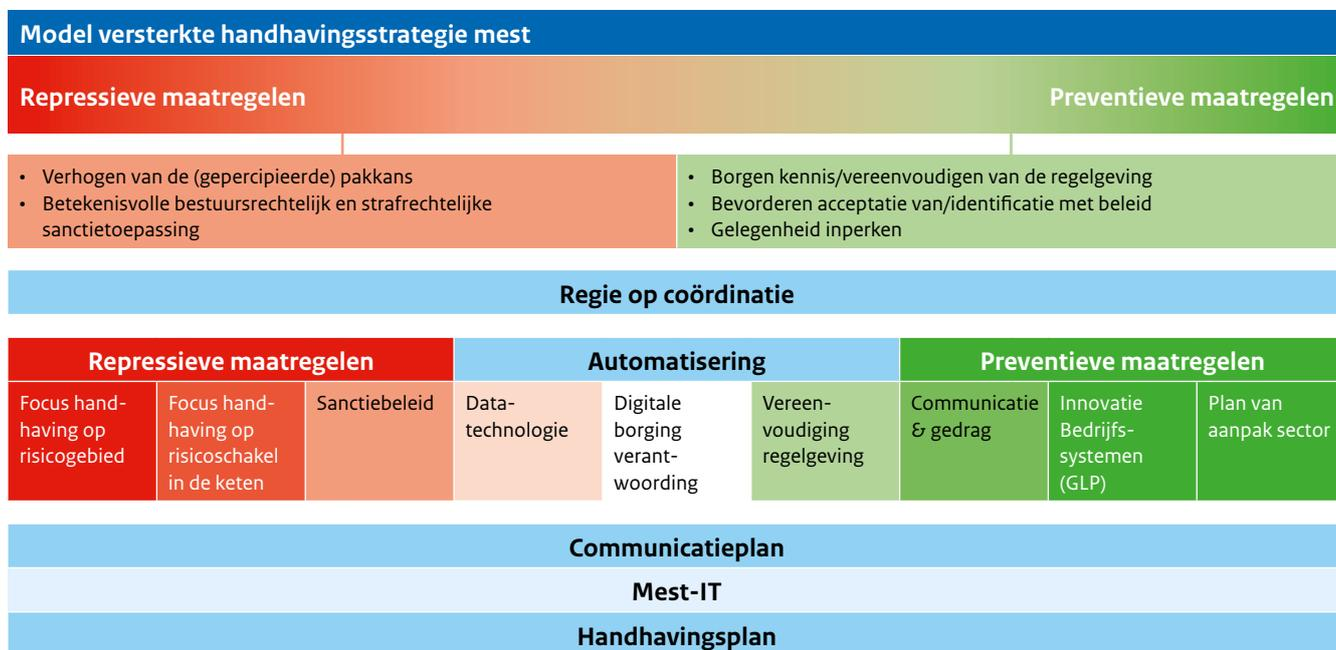 Model versterkte handhavingsstrategie mest
Repressieve maatregelen
Preventieve maatregelen
• Verhogen van de (gepercipieerde) pakkans
• Betekenisvolle bestuursrechtelijk en strafrechtelijke
sanctietoepassing
• Borgen kennis/vereenvoudigen van de regelgeving
• Bevorderen acceptatie van/identificatie met beleid
• Gelegenheid inperken
Regie op coördinatie
Repressieve maatregelen
Automatisering
Preventieve maatregelen
Focus hand-
having op
risicogebied
Focus hand-
having op
risicoschakel
in de keten
Sanctiebeleid
Data-
technologie
Digitale
borging
verant-
woording
Vereen-
voudiging
regelgeving
Communicatie
& gedrag
Innovatie
Bedrijfs-
systemen
(GLP)
Plan van
aanpak sector
Communicatieplan
Mest-IT
Handhavingsplan